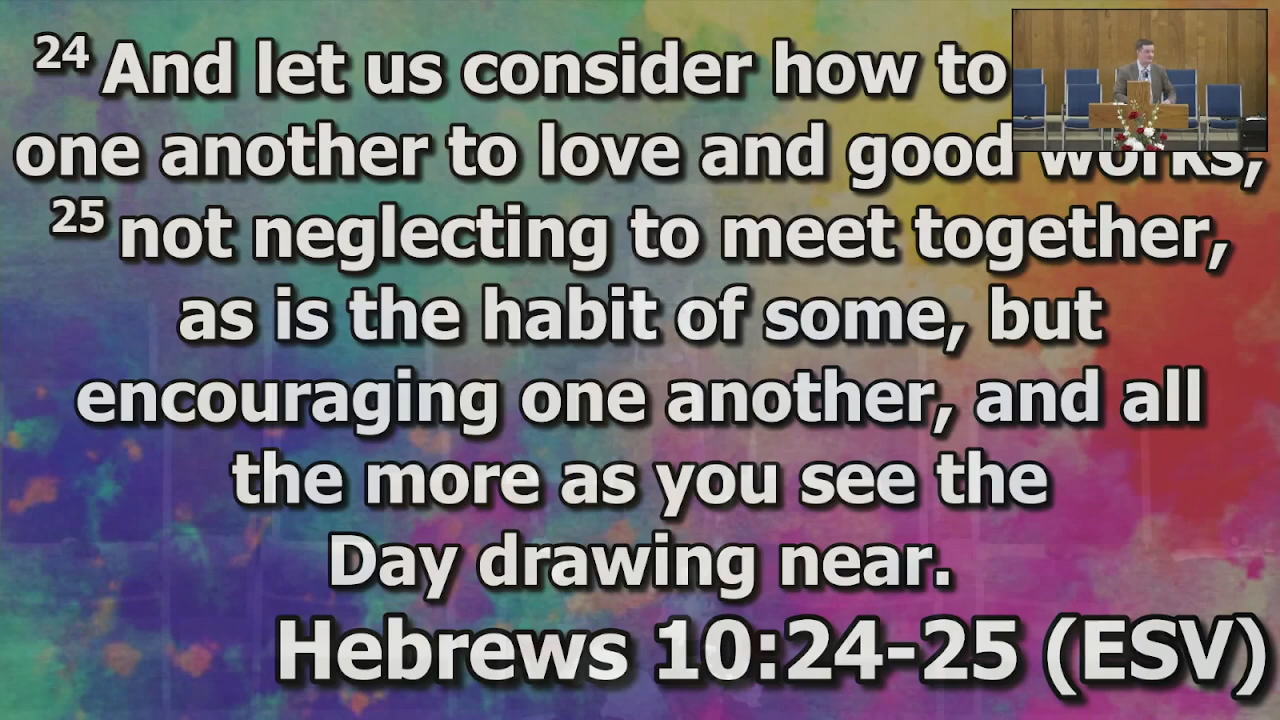 24 And let us consider how to
one another to love and good works,
25 not neglecting to meet together,
as is the habit of some, but
encouraging one another, and all
the more as you see the
Day drawing near.
Hebrews 10:24-25 (ESV)